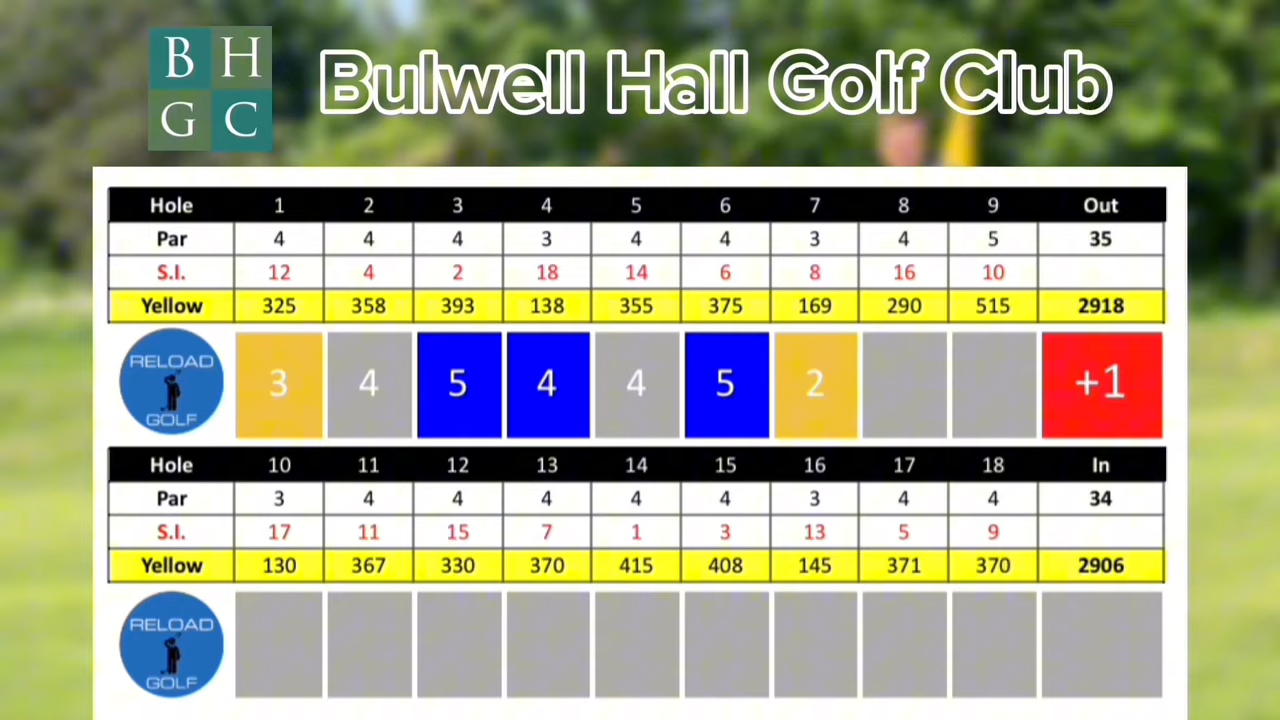 B H
G C
Bulwell Hall Golf Club
Hole 1 2 3 4 5 6 7 8 9 Out
Par 4 4 4 3 4 4 3 4 5 35
S.I. 12 4 2 18 14 6 8 16 10
Yellow 325 358 393 138 355 375 169 290 515 2918
RELOAD
GOLF
3 4 5 4 4 5 2 +1
Hole 10 11 12 13 14 15 16 17 18 In
Par 3 4 4 4 4 4 3 4 4 34
S.I. 17 11 15 7 1 3 13 5 9
Yellow 130 367 330 370 415 408 145 371 370 2906
RELOAD
GOLF